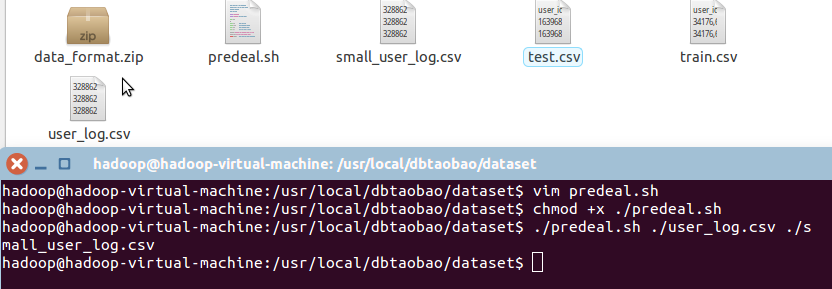 328862
328862
328862
user_ic
163968
163968
user_ic
34176,6
34176,6
zip
data_format.zip predeal.sh small_user_log.csv test.csv train.csv
328862
328862
328862
user_log.csv
hadoop@hadoop-virtual-machine: /usr/local/dbtaobao/dataset
hadoop@hadoop-virtual-machine:/usr/local/dbtaobao/dataset$ vim predeal.sh
hadoop@hadoop-virtual-machine:/usr/local/dbtaobao/dataset$ chmod +x ./predeal.sh
hadoop@hadoop-virtual-machine:/usr/local/dbtaobao/dataset$ ./predeal.sh ./user_log.csv ./s
mall_user_log.csv
hadoop@hadoop-virtual-machine:/usr/local/dbtaobao/dataset$